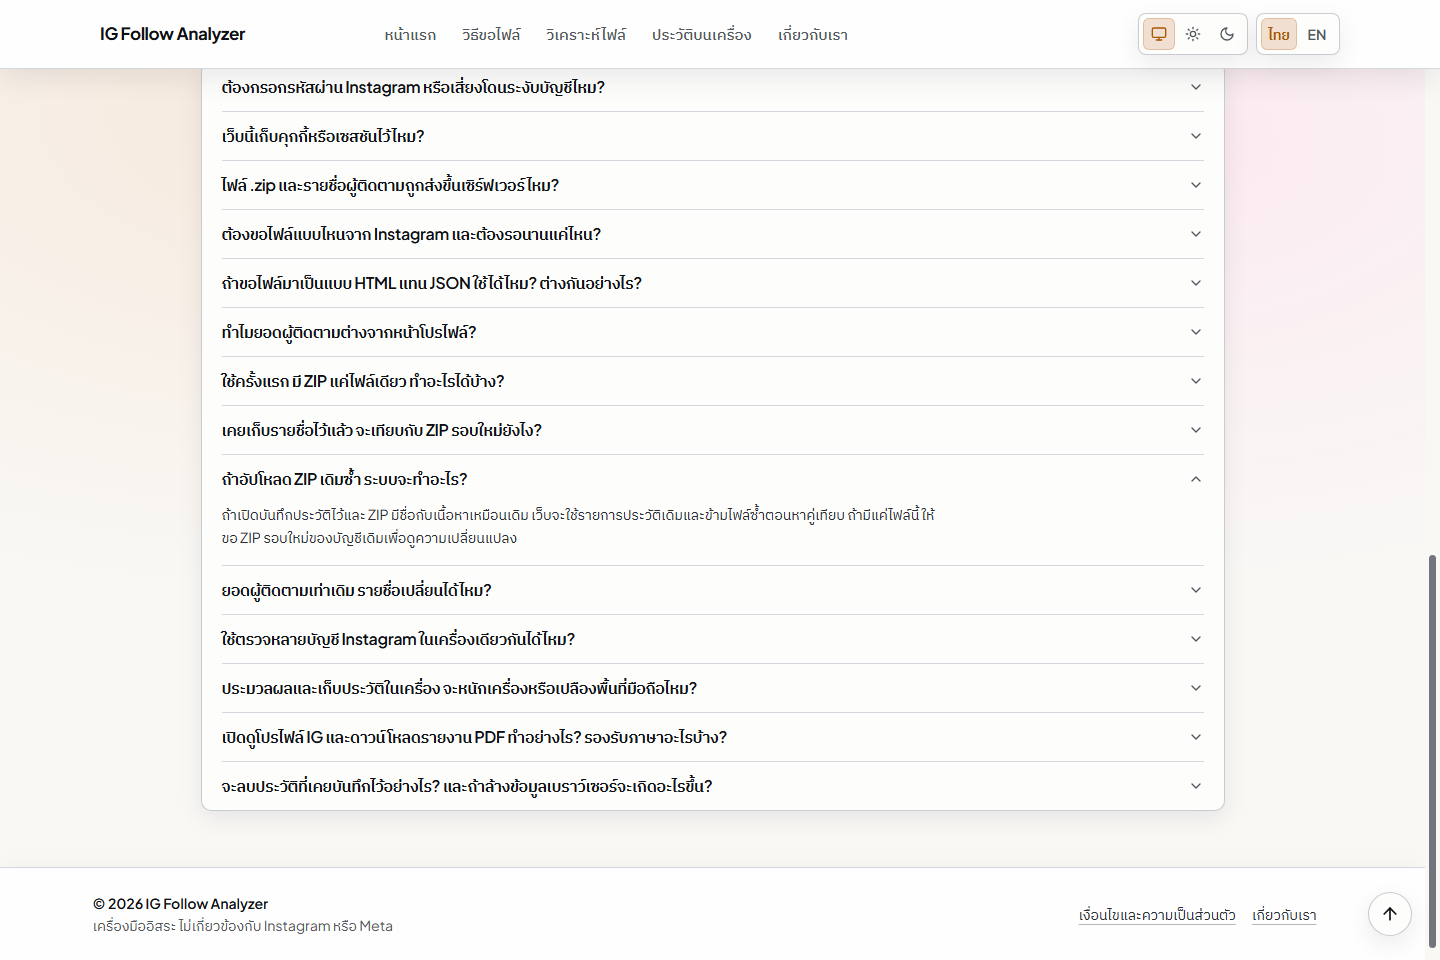 IG Follow Analyzer
หน้าแรก
วิธีขอไฟล์
วิเคราะห์ไฟล์
ประวัติบนเครื่อง
เกี่ยวกับเรา
ไทย
EN
ต้องกรอกรหัสผ่าน Instagram หรือเสี่ยงโดนระงับบัญชีไหม?
เว็บนี้เก็บคุกกี้หรือเซสชันไว้ไหม?
ไฟล์ .zip และรายชื่อผู้ติดตามถูกส่งขึ้นเซิร์ฟเวอร์ไหม?
ต้องขอไฟล์แบบไหนจาก Instagram และต้องรอนานแค่ไหน?
ถ้าขอไฟล์มาเป็นแบบ HTML แทน JSON ใช้ได้ไหม? ต่างกันอย่างไร?
ทำไมยอดผู้ติดตามต่างจากหน้าโปรไฟล์?
ใช้ครั้งแรก มี ZIP แค่ไฟล์เดียว ทำอะไรได้บ้าง?
เคยเก็บรายชื่อไว้แล้ว จะเทียบกับ ZIP รอบใหม่ยังไง?
ถ้าอัปโหลด ZIP เดิมซ้ำ ระบบจะทำอะไร?
ถ้าเปิดบันทึกประวัติไว้และ ZIP มีชื่อกับเนื้อหาเหมือนเดิม เว็บจะใช้รายการประวัติเดิมและข้ามไฟล์ซ้ำตอนหาคู่เทียบ ถ้ามีแค่ไฟล์นี้ ให้
ขอ ZIP รอบใหม่ของบัญชีเดิมเพื่อดูความเปลี่ยนแปลง
ยอดผู้ติดตามเท่าเดิม รายชื่อเปลี่ยนได้ไหม?
ใช้ตรวจหลายบัญชี Instagram ในเครื่องเดียวกันได้ไหม?
ประมวลผลและเก็บประวัติในเครื่อง จะหนักเครื่องหรือเปลืองพื้นที่มือถือไหม?
เปิดดูโปรไฟล์ IG และดาวน์โหลดรายงาน PDF ทำอย่างไร? รองรับภาษาอะไรบ้าง?
จะลบประวัติที่เคยบันทึกไว้อย่างไร? และถ้าล้างข้อมูลเบราว์เซอร์จะเกิดอะไรขึ้น?
© 2026 IG Follow Analyzer
เครื่องมืออิสระ ไม่เกี่ยวข้องกับ Instagram หรือ Meta
เงื่อนไขและความเป็นส่วนตัว
เกี่ยวกับเรา